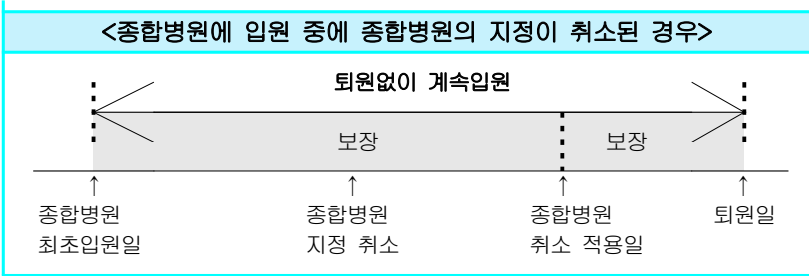 <종합병원에 입원 중에 종합병원의 지정이 취소된 경우>
퇴원없이 계속입원
보장 보장
↑ ↑ ↑ ↑
종합병원 종합병원 종합병원 퇴원일
최초입원일 지정 취소 취소 적용일